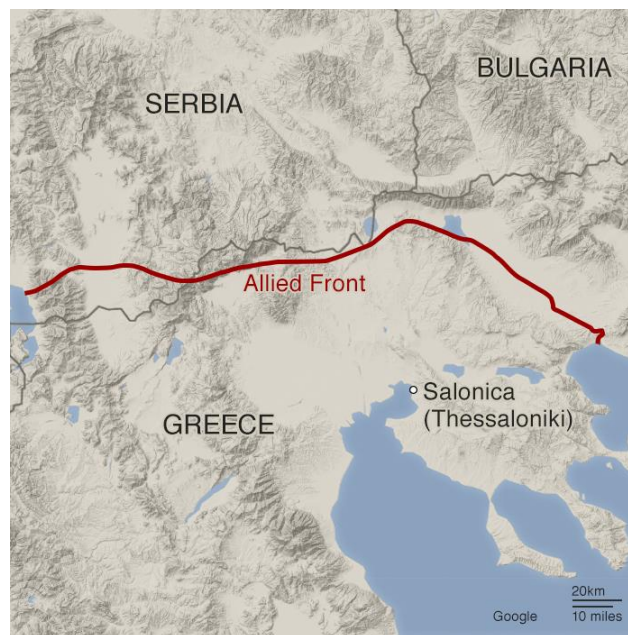 BULGARIA
SERBIA
Allied Front
Salonica
(Thessaloniki)
GREECE
20km
Google
10 miles